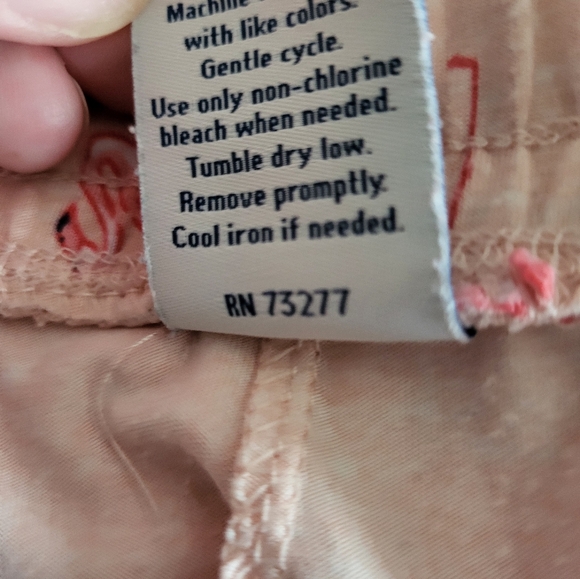 Machine
with like colors.
Gentle cycle.
Use only non-chlorine
bleach when needed.
Tumble dry low.
Remove promptly.
Cool iron if needed.
RN 73277